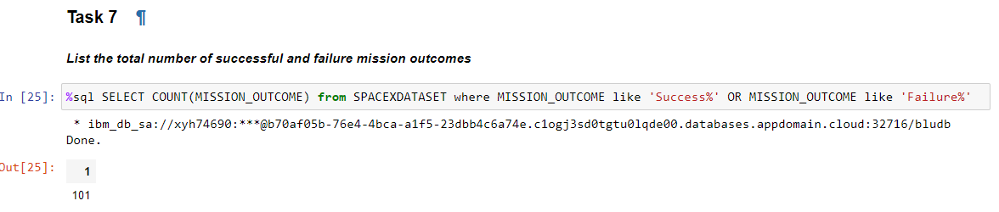 Task 7 ¶
List the total number of successful and failure mission outcomes
In [25]: %sql SELECT COUNT(MISSION_OUTCOME) from SPACEXDATASET where MISSION_OUTCOME like 'Success%' OR MISSION_OUTCOME like 'Failure%'
* ibm_db_sa://xyh74690:***@b70af05b-76e4-4bca-a1f5-23dbb4c6a74e.c1ogj3sd0tgtu0lqde00.databases.appdomain.cloud:32716/bludb
Done.
Out[25]: 1
101